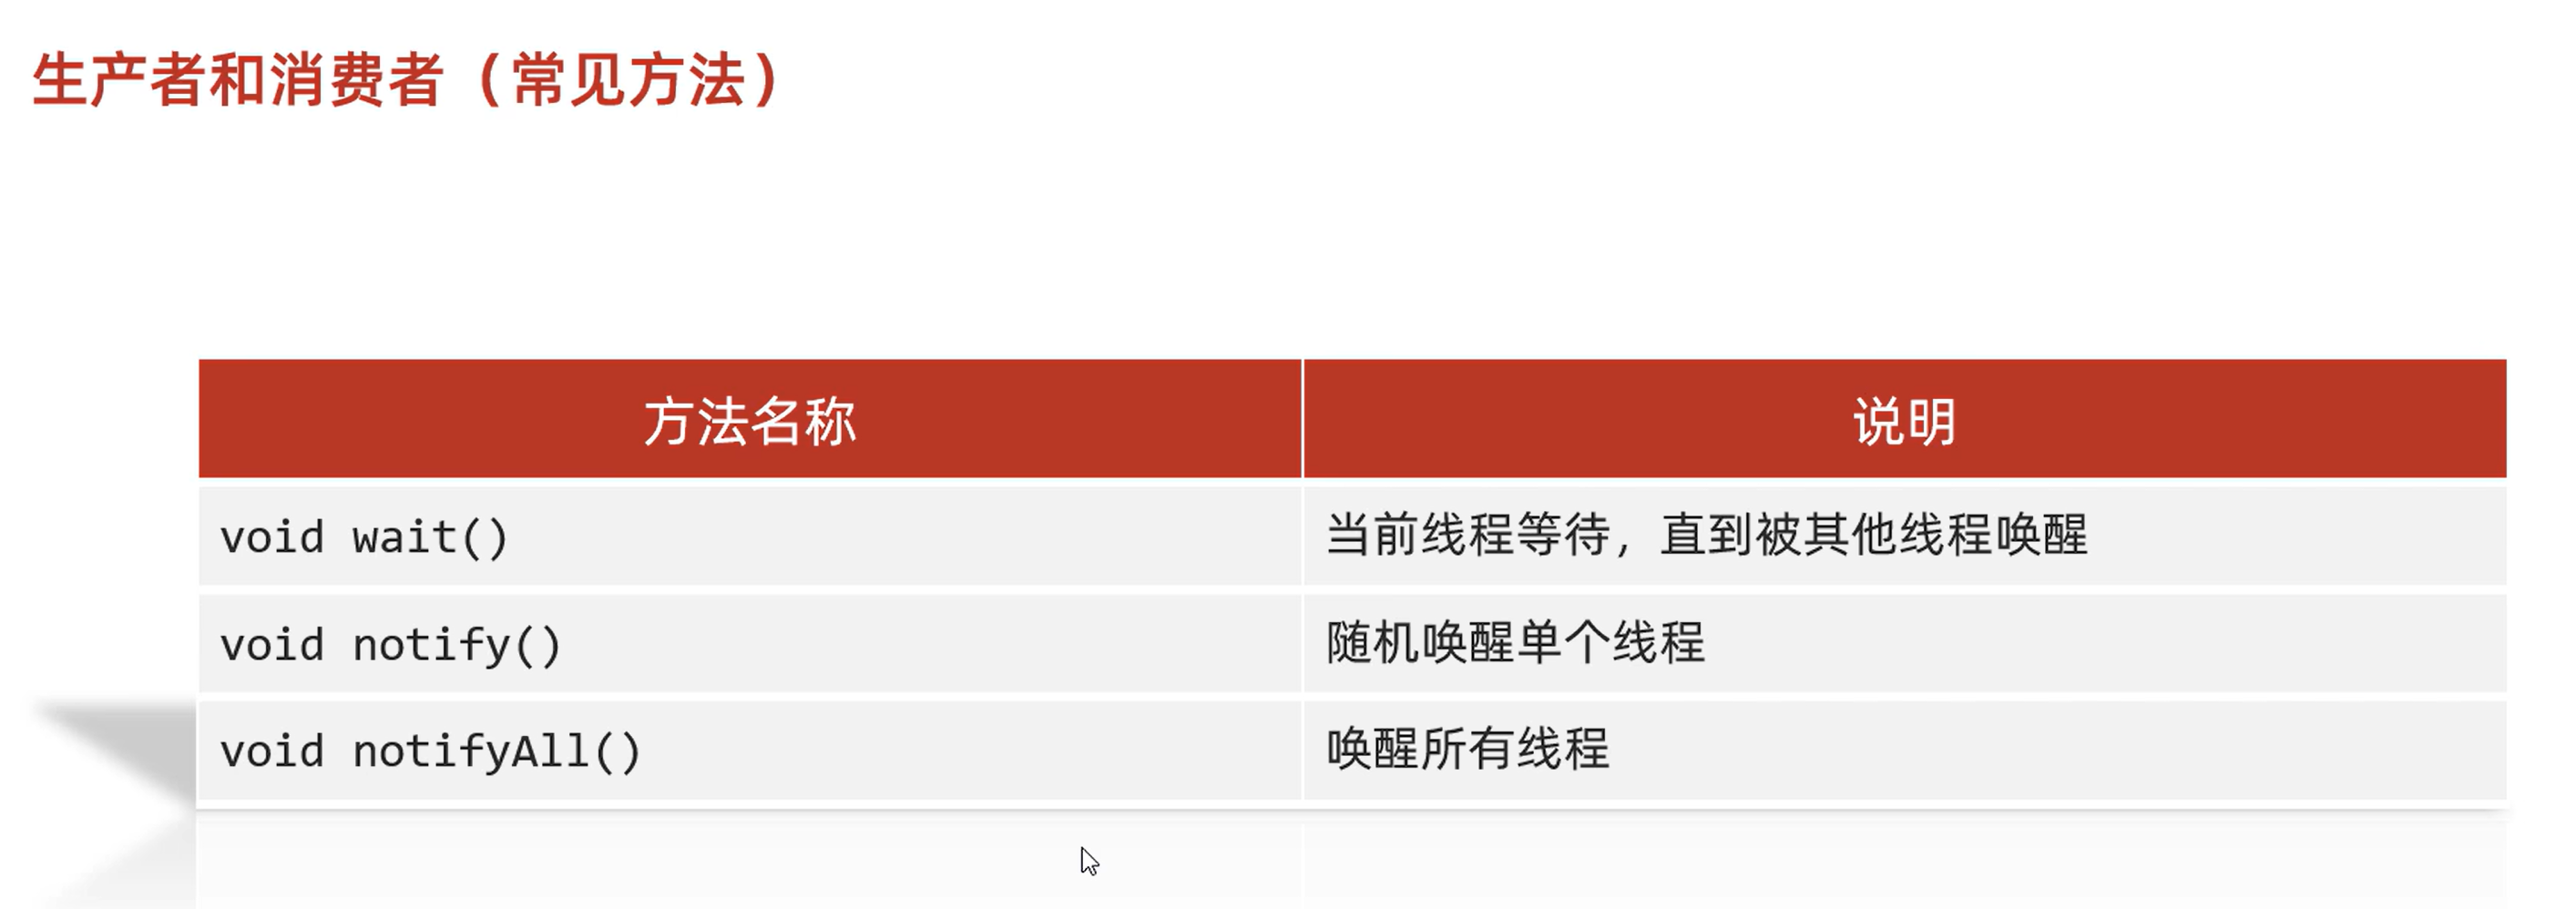 生产者和消费者（常见方法）
方法名称 说明
void wait() 当前线程等待，直到被其他线程唤醒
void notify() 随机唤醒单个线程
void notifyAll() 唤醒所有线程